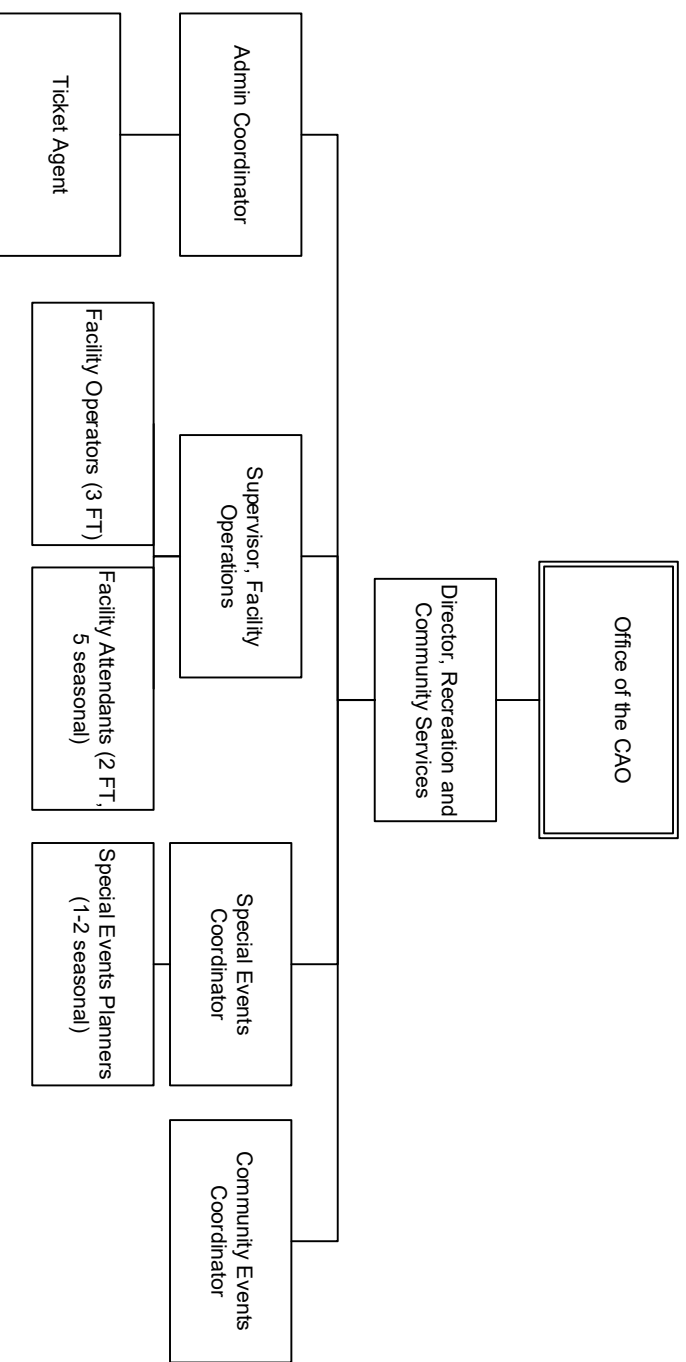 Office of the CAO
Director, Recreation and
Community Services
Admin Coordinator
Supervisor, Facility
Operations
Special Events
Coordinator
Community Events
Coordinator
Ticket Agent
Facility Operators (3 FT)
Facility Attendants (2 FT,
5 seasonal)
Special Events Planners
(1-2 seasonal)